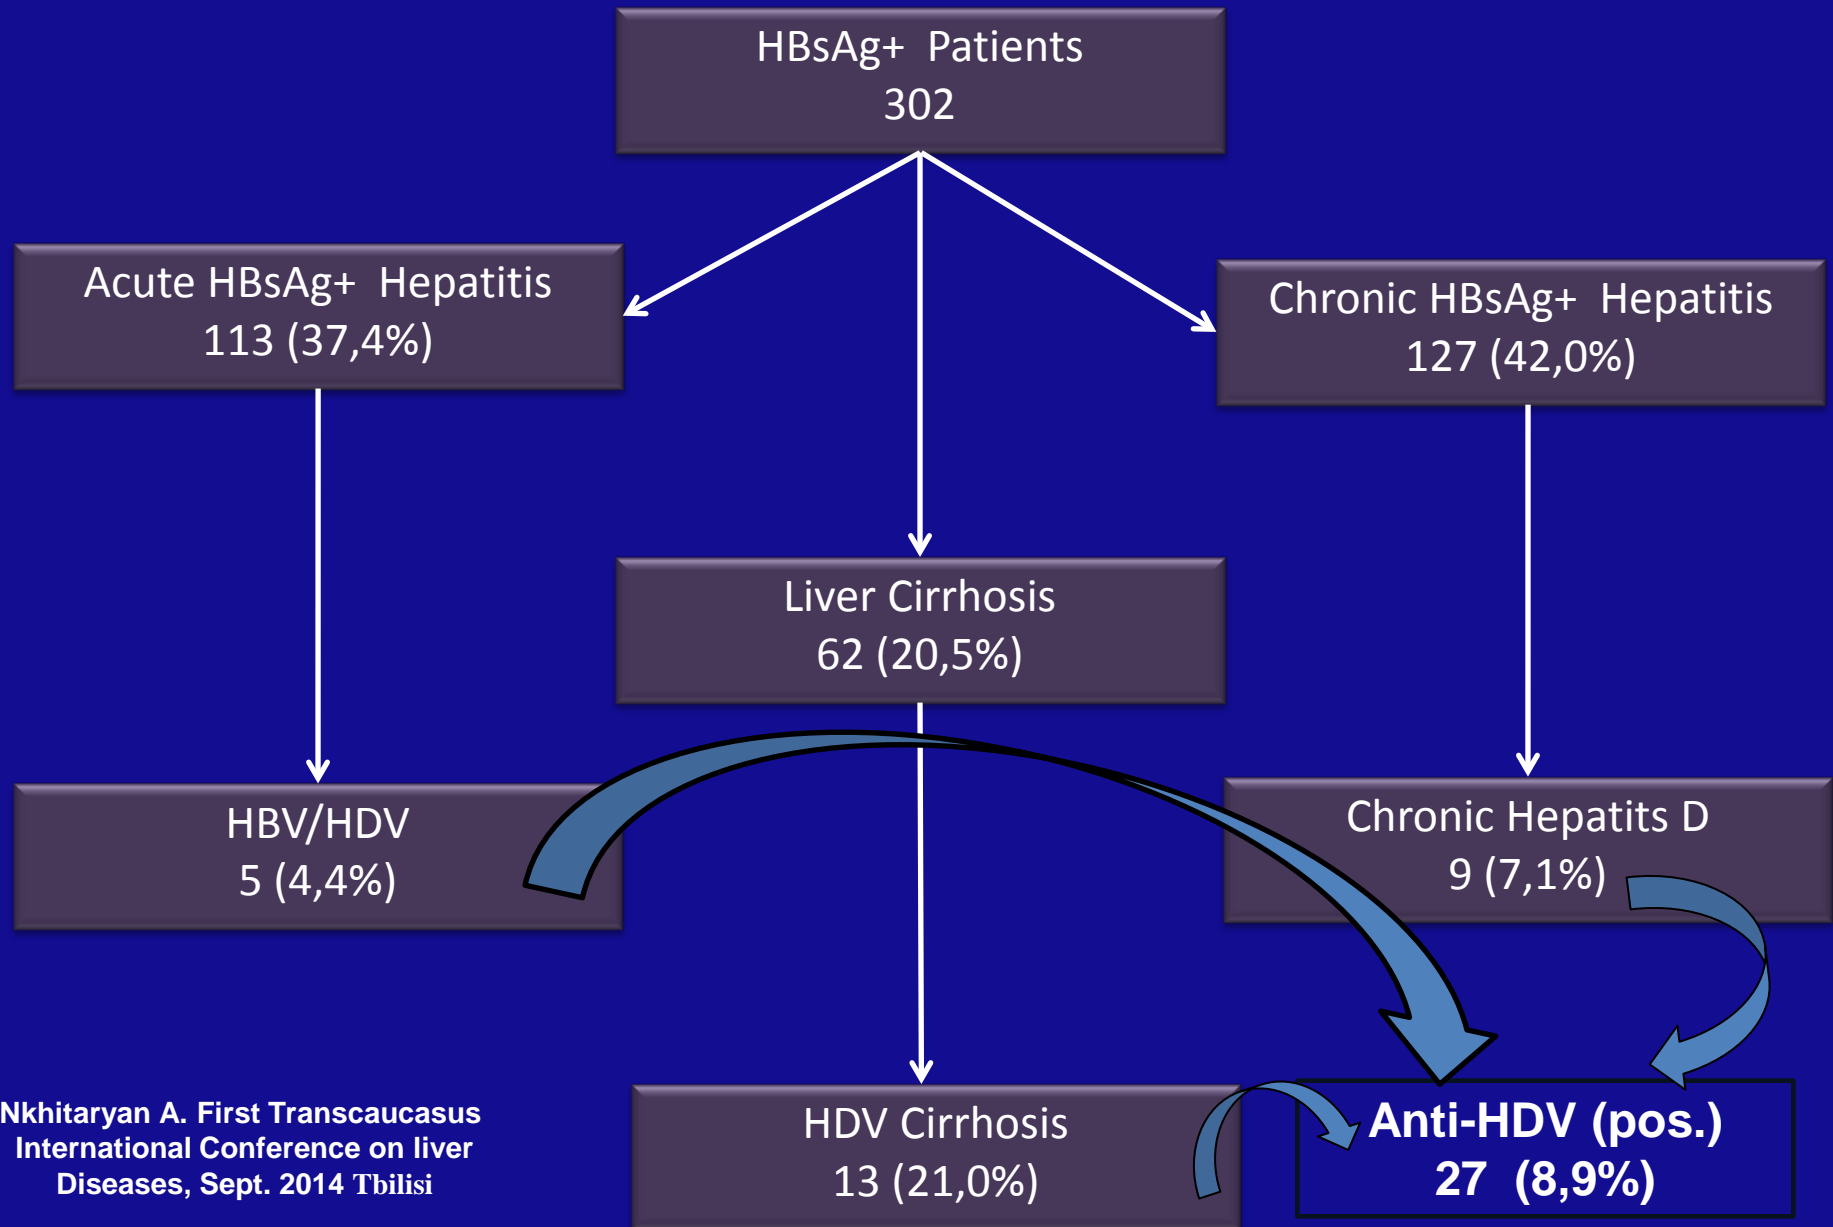 HBsAg+ Patients
302
Acute HBsAg+ Hepatitis
113 (37,4%)
Chronic HBsAg+ Hepatitis
127 (42,0%)
Liver Cirrhosis
62 (20,5%)
HBV/HDV
5 (4,4%)
Chronic Hepatits D
9 (7,1%)
HDV Cirrhosis
13 (21,0%)
Anti-HDV (pos.)
27 (8,9%)
Nkhitaryan A. First Transcaucasus
International Conference on liver
Diseases, Sept. 2014 Tbilisi